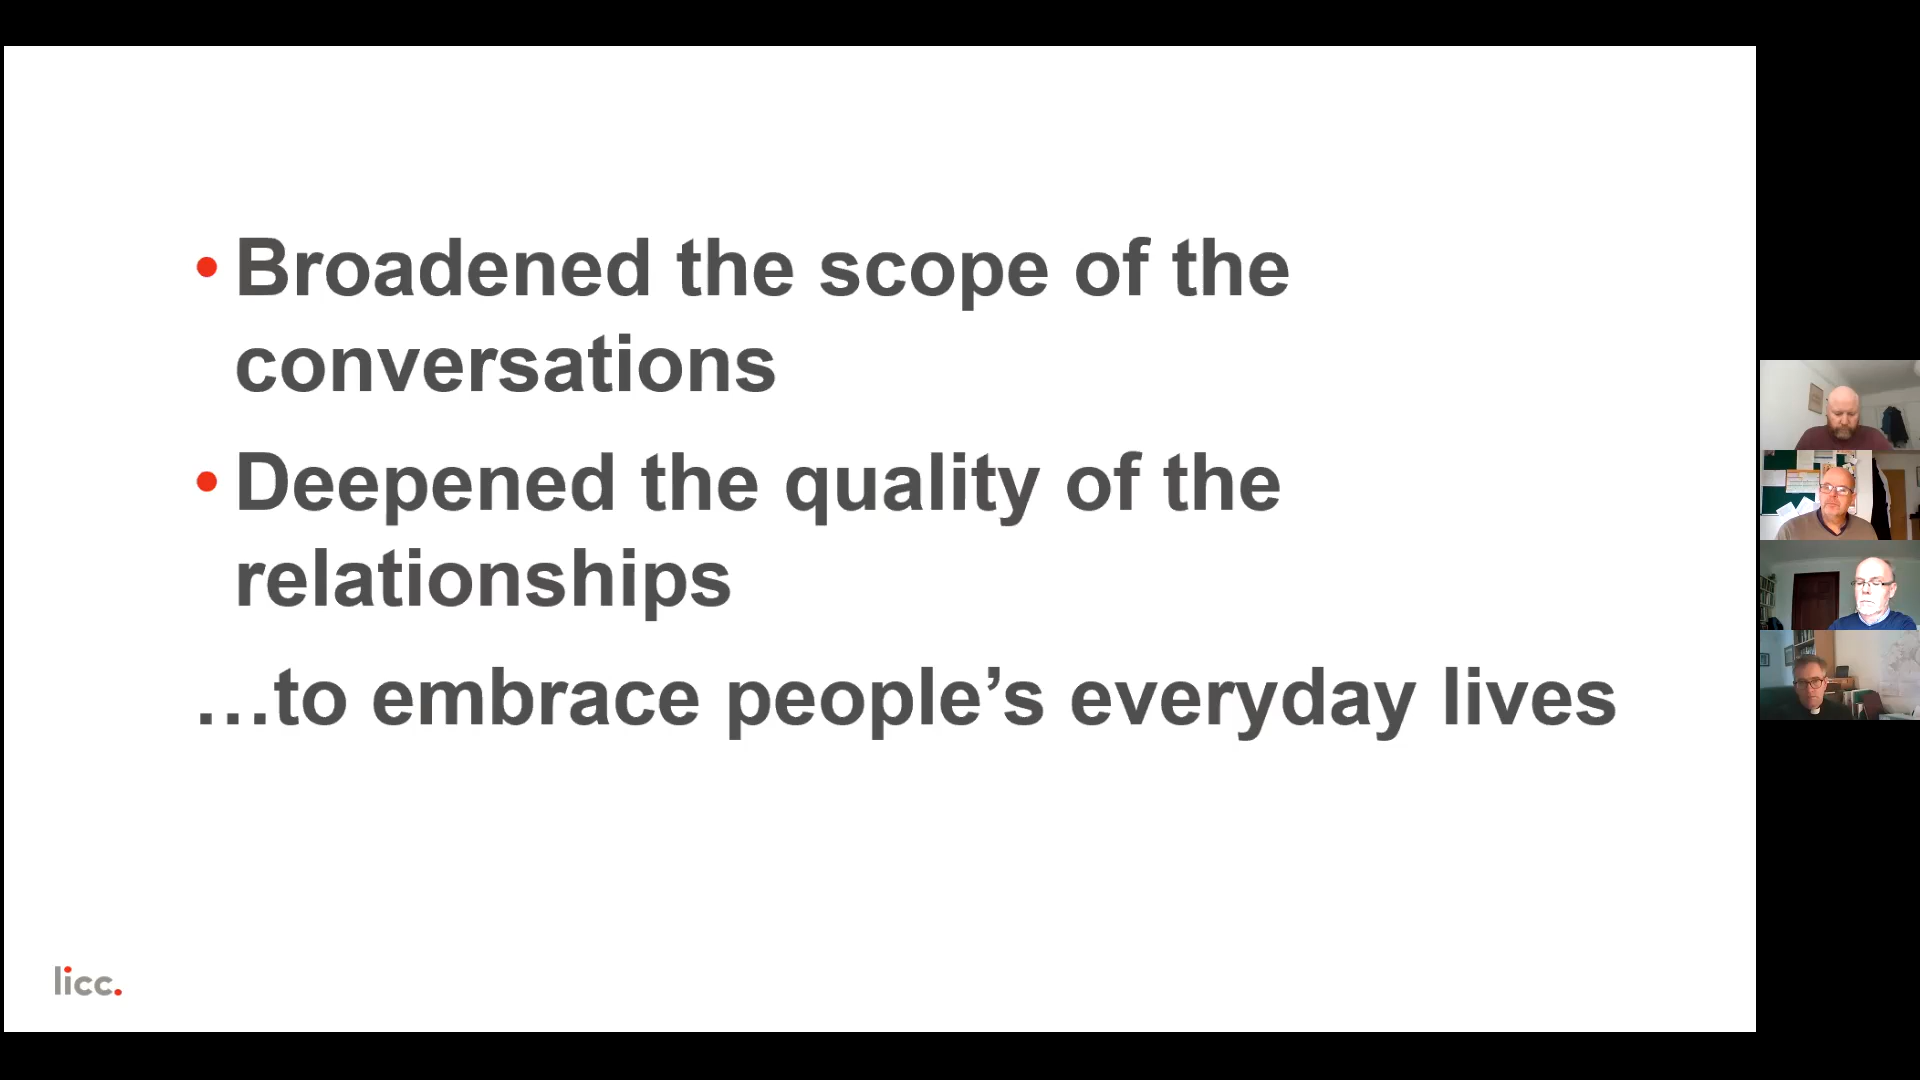 • Broadened the scope of the
conversations
• Deepened the quality of the
relationships
…to embrace people’s everyday lives
licc.